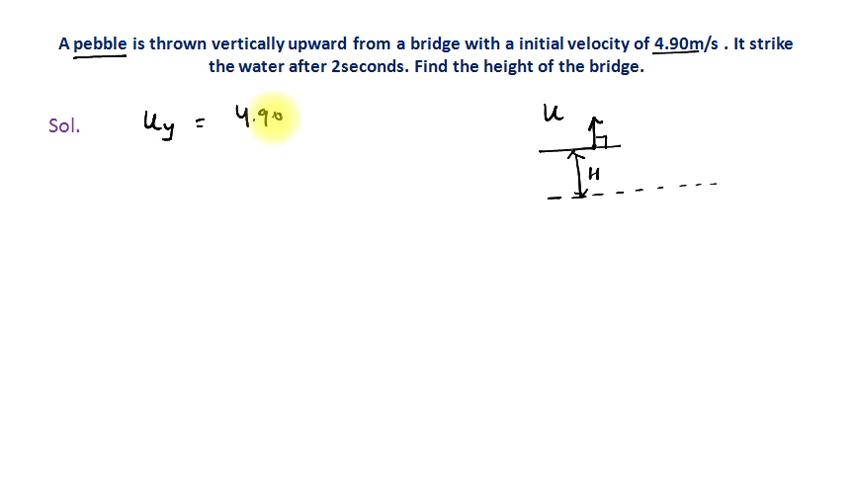 A pebble is thrown vertically upward from a bridge with a initial velocity of 4.90m/s . It strike
the water after 2seconds. Find the height of the bridge.
Sol. uy = 4.90
u
H